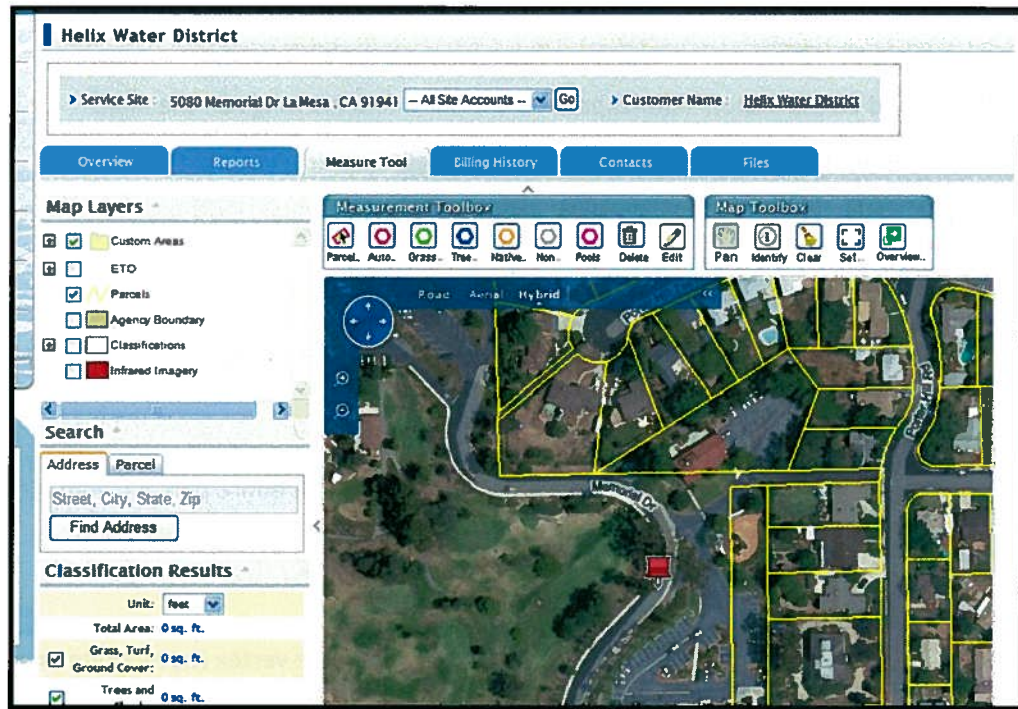 Helix Water District
Service Site : 5080 Memorial Dr La Mesa , CA 91941 -- All Site Accounts -- Go Customer Name : Helix Water District
Overview Reports Measure Tool Billing History Contacts Files
Map Layers
Custom Areas
ETO
Parcels
Agency Boundary
Classifications
Infrared Imagery
Search
Address Parcel
Street, City, State, Zip
Find Address
Classification Results
Unit: feet
Total Area: 0 sq. ft.
Grass, Turf,
Ground Cover: 0 sq. ft.
Trees and
0 sq. ft.
Measurement Toolbox
Parcel.. Auto.. Grass.. Tree.. Native.. Non.. Pools Delete Edit
Map Toolbox
Pan Identify Clear Set.. Overview..
Road Aerial Hybrid
Memorial Dr
Porter Hill Rd